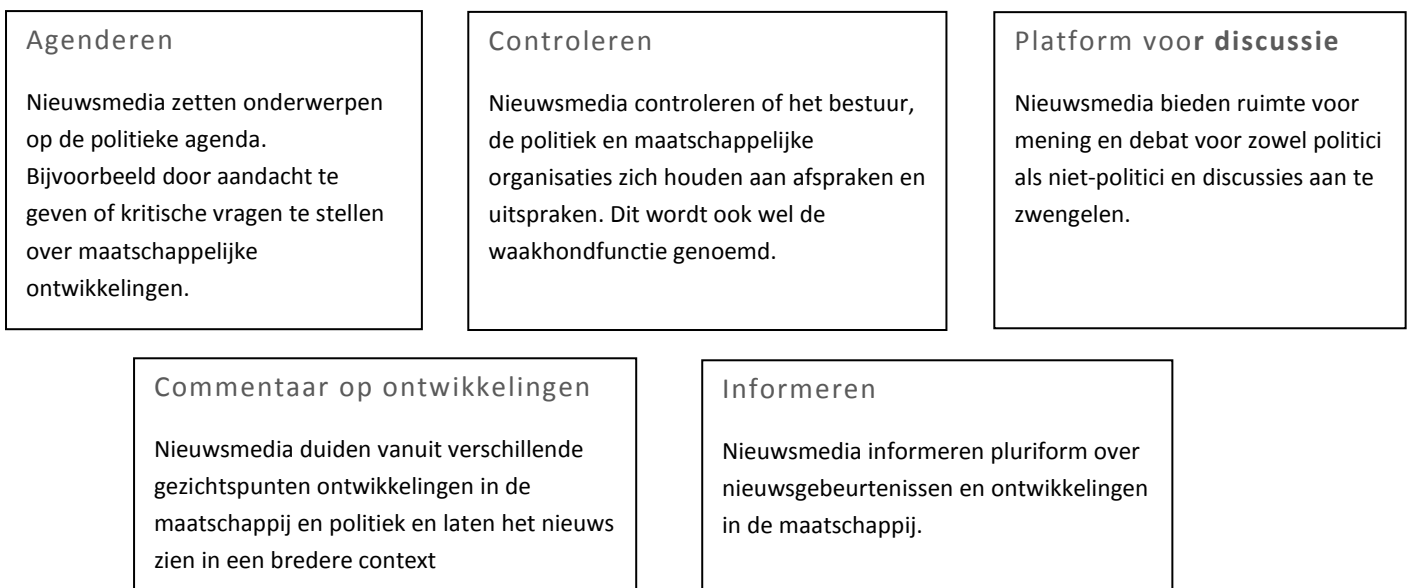 Agenderen
Nieuwsmedia zetten onderwerpen
op de politieke agenda.
Bijvoorbeeld door aandacht te
geven of kritische vragen te stellen
over maatschappelijke
ontwikkelingen.
Controleren
Nieuwsmedia controleren of het bestuur,
de politiek en maatschappelijke
organisaties zich houden aan afspraken en
uitspraken. Dit wordt ook wel de
waakhondfunctie genoemd.
Platform voor discussie
Nieuwsmedia bieden ruimte voor
mening en debat voor zowel politici
als niet-politici en discussies aan te
zwengelen.
Commentaar op ontwikkelingen
Nieuwsmedia duiden vanuit verschillende
gezichtspunten ontwikkelingen in de
maatschappij en politiek en laten het nieuws
zien in een bredere context
Informeren
Nieuwsmedia informeren pluriform over
nieuwsgebeurtenissen en ontwikkelingen
in de maatschappij.